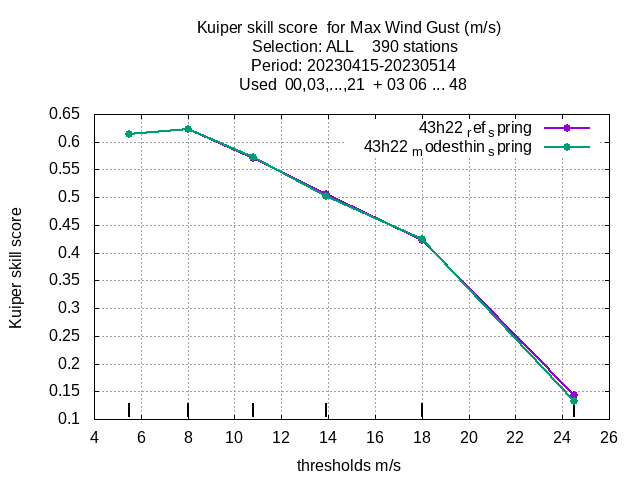 Kuiper skill score  for Max Wind Gust (m/s)
Selection: ALL    390 stations
Period: 20230415-20230514
Used  00,03,...,21  + 03 06 ... 48
43h22 ref spring
43h22 modesthin spring
Kuiper skill score
0.65
0.6
0.55
0.5
0.45
0.4
0.35
0.3
0.25
0.2
0.15
0.1
4 6 8 10 12 14 16 18 20 22 24 26
thresholds m/s